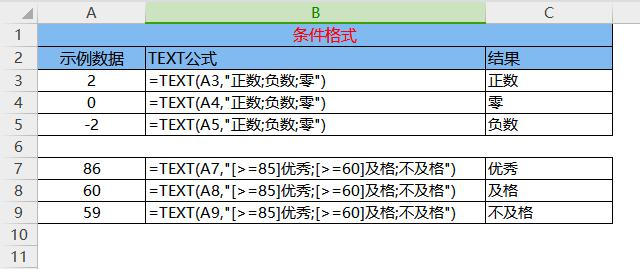 A B C
1 条件格式
2 示例数据 TEXT公式 结果
3 2 =TEXT(A3,"正数;负数;零") 正数
4 0 =TEXT(A4,"正数;负数;零") 零
5 -2 =TEXT(A5,"正数;负数;零") 负数
6
7 86 =TEXT(A7,"[>=85]优秀;[>=60]及格;不及格") 优秀
8 60 =TEXT(A8,"[>=85]优秀;[>=60]及格;不及格") 及格
9 59 =TEXT(A9,"[>=85]优秀;[>=60]及格;不及格") 不及格
10
11